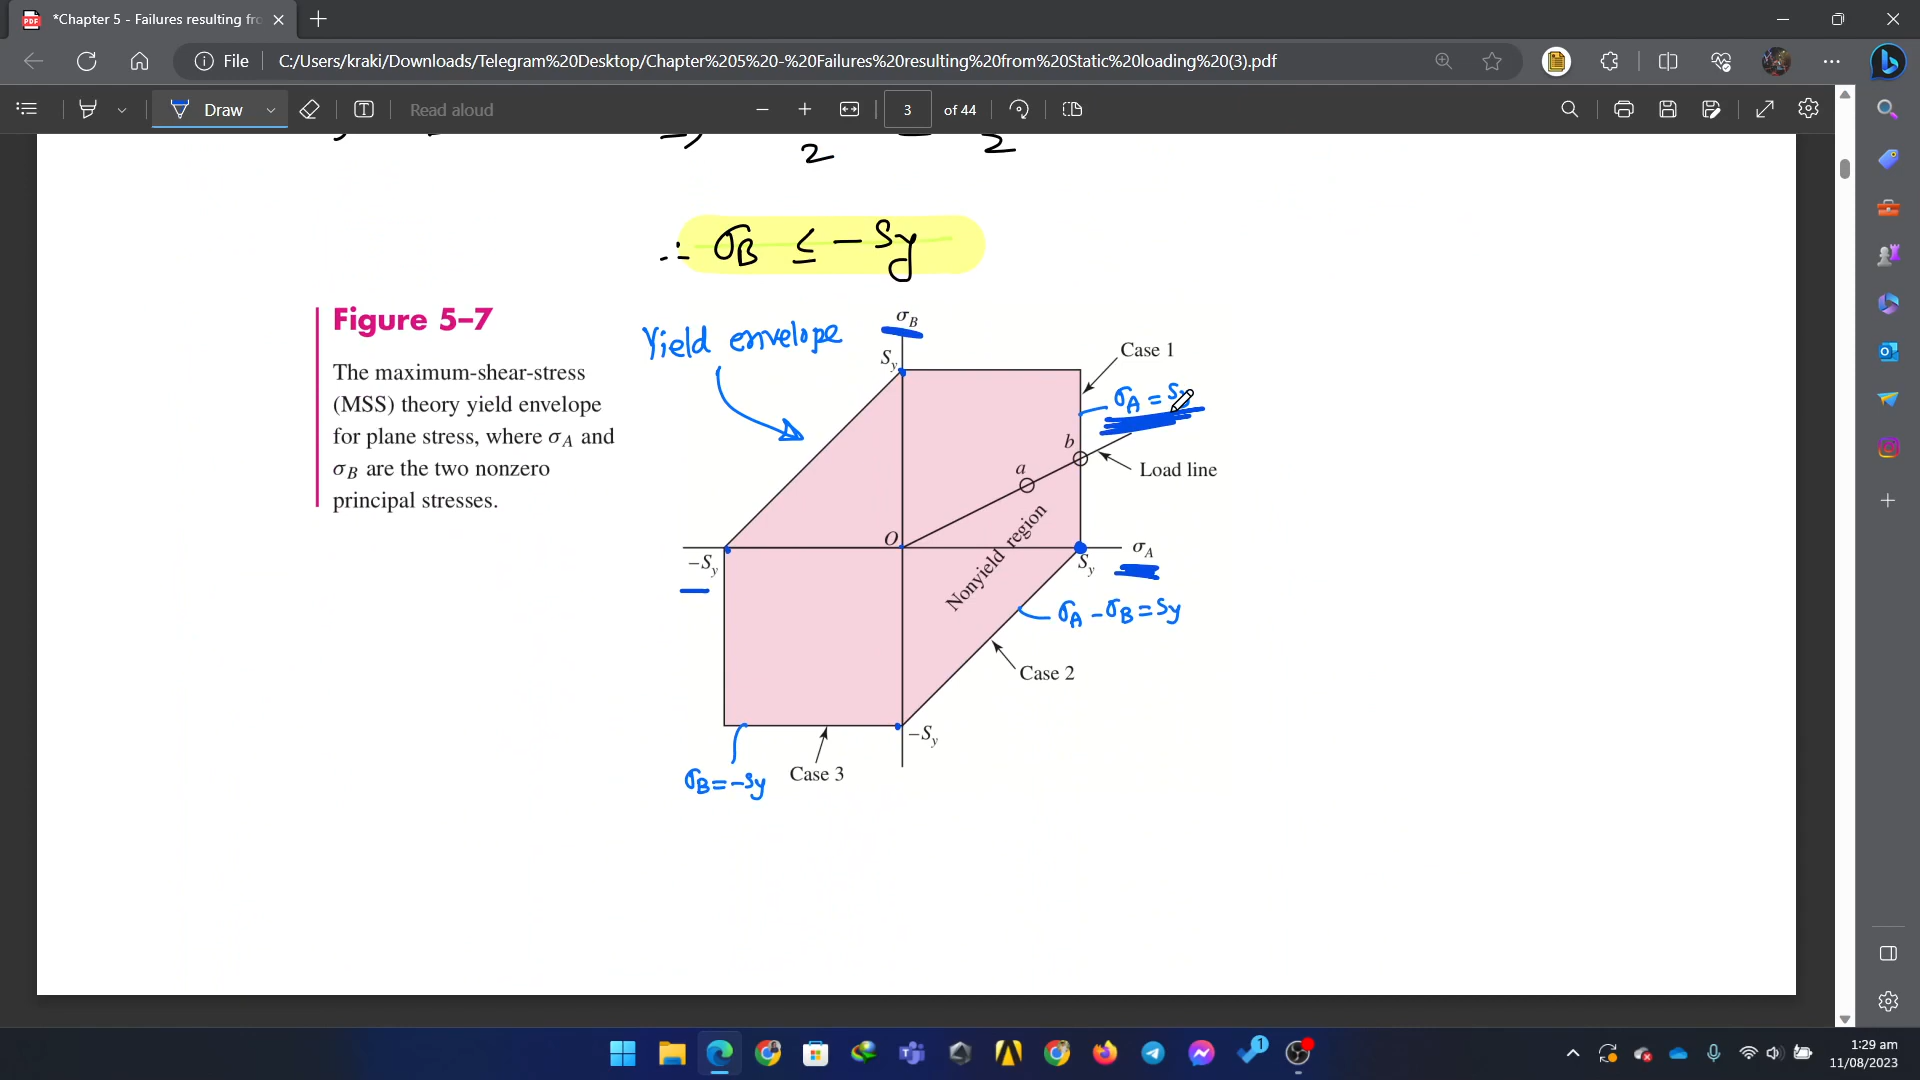 *Chapter 5 - Failures resulting fro
File
C:/Users/kraki/Downloads/Telegram%20Desktop/Chapter%205%20-%20Failures%20resulting%20from%20Static%20loading%20(3).pdf
Draw
Read aloud
3
of 44
2
2
∴ σB ≤ - Sy
Figure 5–7
The maximum-shear-stress
(MSS) theory yield envelope
for plane stress, where σA and
σB are the two nonzero
principal stresses.
Yield envelope
σB
Sy
Case 1
σA = Sy
b
a
Load line
O
−Sy
Sy
σA
Nonyield region
σA - σB = Sy
Case 2
−Sy
σB = -Sy
Case 3
1
1:29 am
11/08/2023